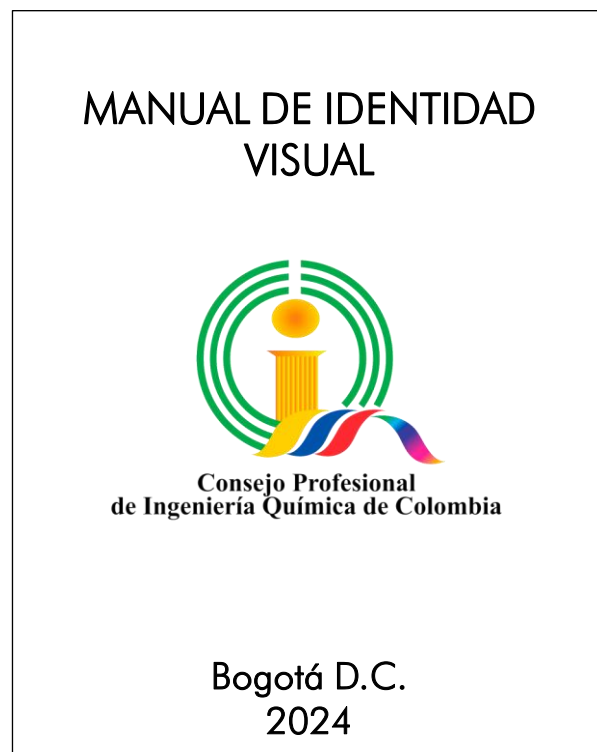 MANUAL DE IDENTIDAD
VISUAL
Consejo Profesional
de Ingeniería Química de Colombia
Bogotá D.C.
2024